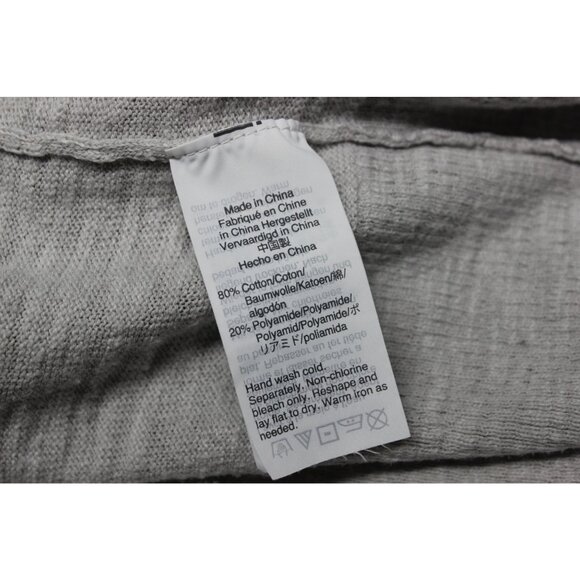 Made in China
Fabriqué en Chine
in China Hergestellt
Vervaardigd in China
中国製
Hecho en China
80% Cotton/Coton/
Baumwolle/Katoen/綿/
algodón
20% Polyamide/Polyamide/
Polyamid/Polyamide/ポ
リアミド/poliamida
Hand wash cold.
Separately. Non-chlorine
bleach only. Reshape and
lay flat to dry. Warm iron as
needed.